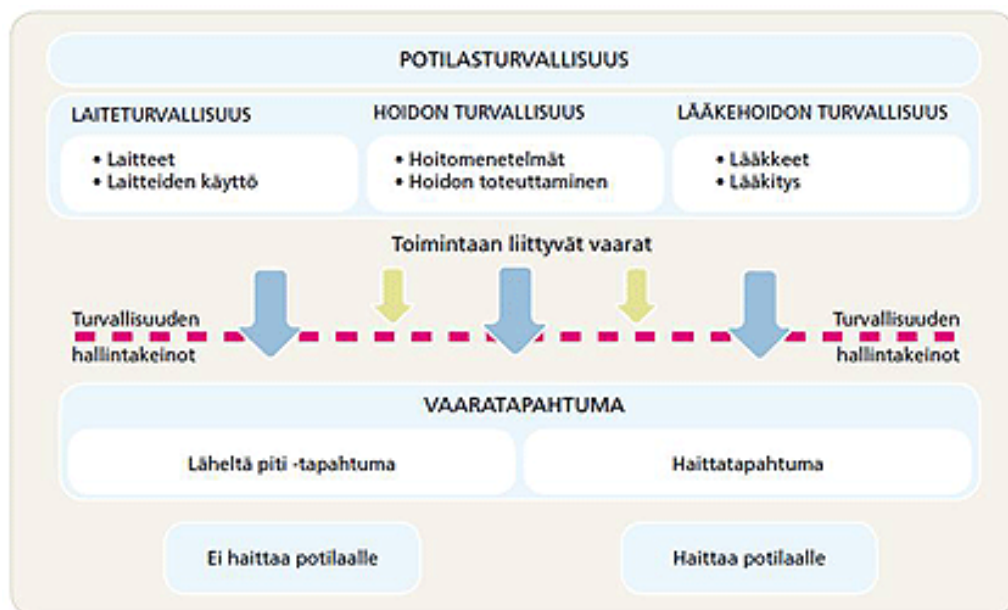 POTILASTURVALLISUUS
LAITETURVALLISUUS
• Laitteet
• Laitteiden käyttö
HOIDON TURVALLISUUS
• Hoitomenetelmät
• Hoidon toteuttaminen
LÄÄKEHOIDON TURVALLISUUS
• Lääkkeet
• Lääkitys
Toimintaan liittyvät vaarat
Turvallisuuden
hallintakeinot
Turvallisuuden
hallintakeinot
VAARATAPAHTUMA
Läheltä piti -tapahtuma
Haittatapahtuma
Ei haittaa potilaalle
Haittaa potilaalle